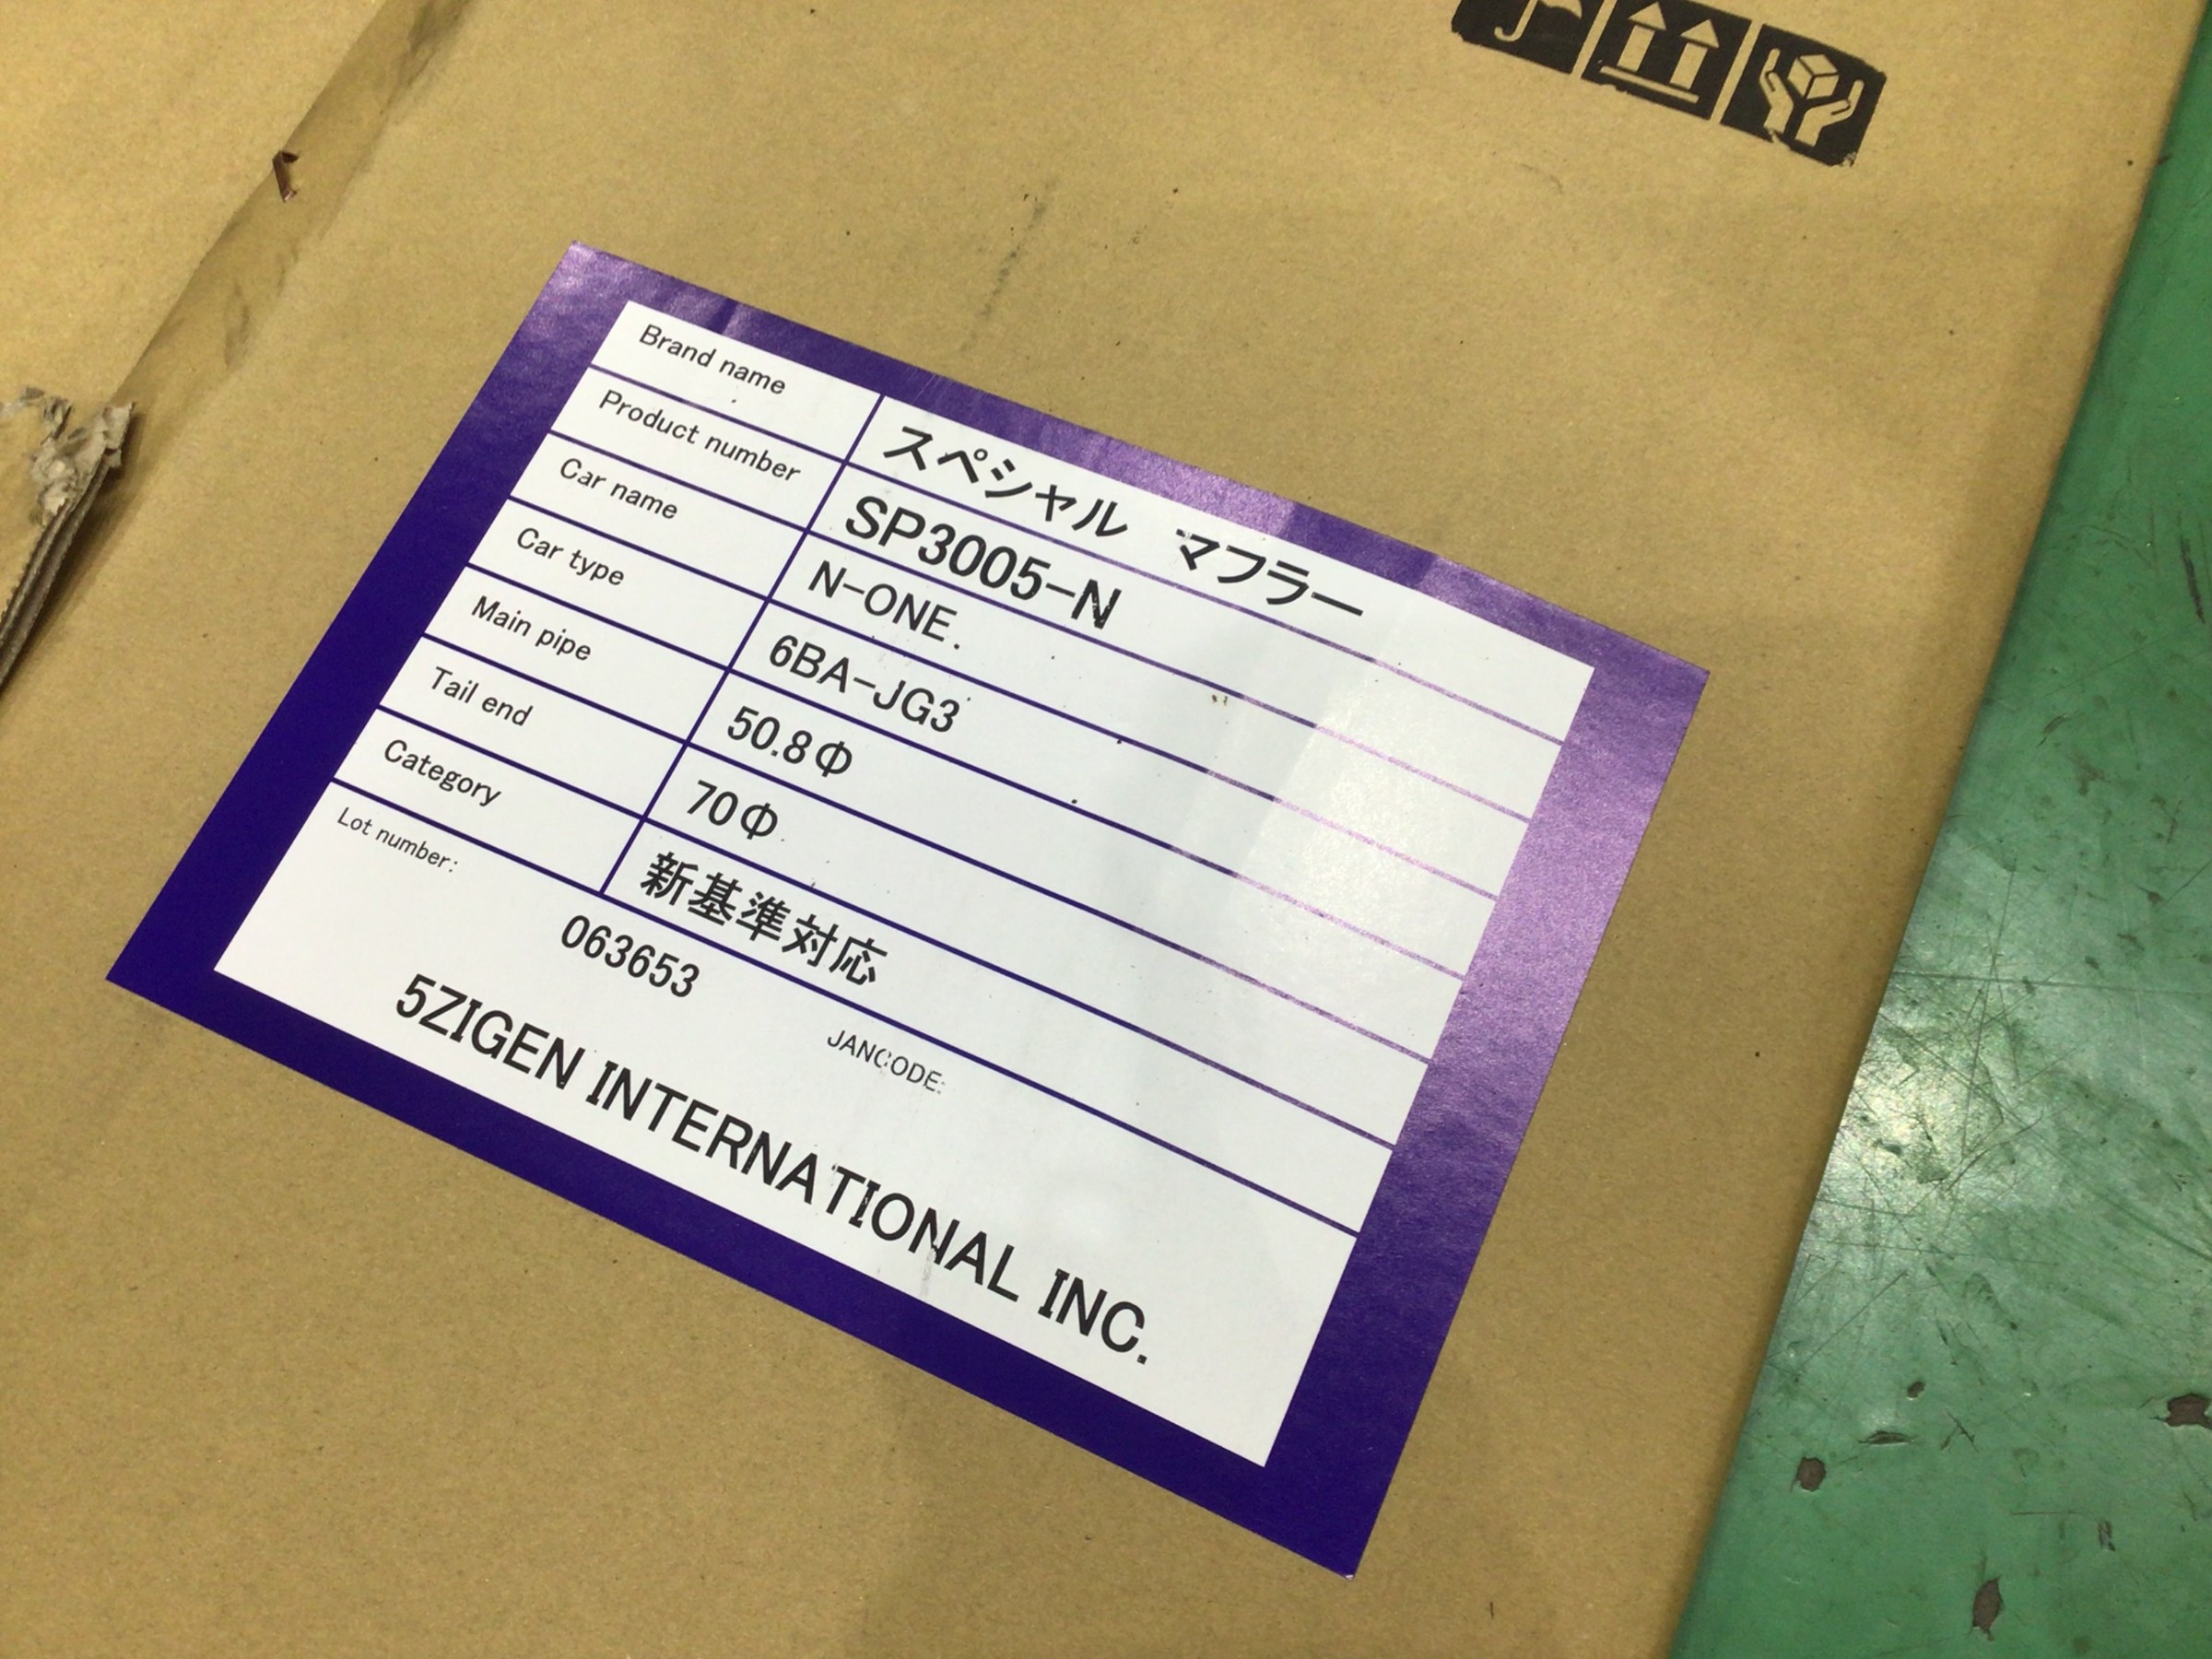 Brand name スペシャル マフラー
Product number SP3005-N
Car name N-ONE.
Car type 6BA-JG3
Main pipe 50.8Φ
Tail end 70Φ
Category 新基準対応
Lot number: 063653 JANCODE:
5ZIGEN INTERNATIONAL INC.